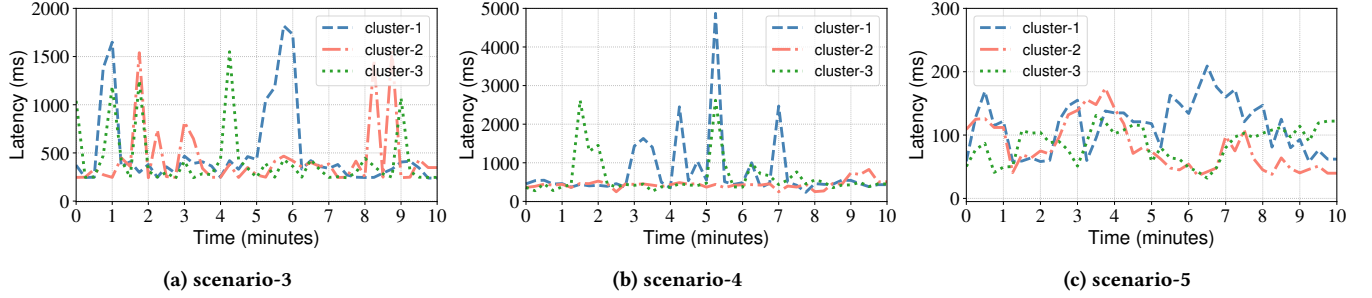 2000
1500
1000
500
0
Latency (ms)
cluster-1
cluster-2
cluster-3
0 1 2 3 4 5 6 7 8 9 10
Time (minutes)
(a) scenario-3
5000
4000
3000
2000
1000
0
Latency (ms)
cluster-1
cluster-2
cluster-3
0 1 2 3 4 5 6 7 8 9 10
Time (minutes)
(b) scenario-4
300
200
100
0
Latency (ms)
cluster-1
cluster-2
cluster-3
0 1 2 3 4 5 6 7 8 9 10
Time (minutes)
(c) scenario-5